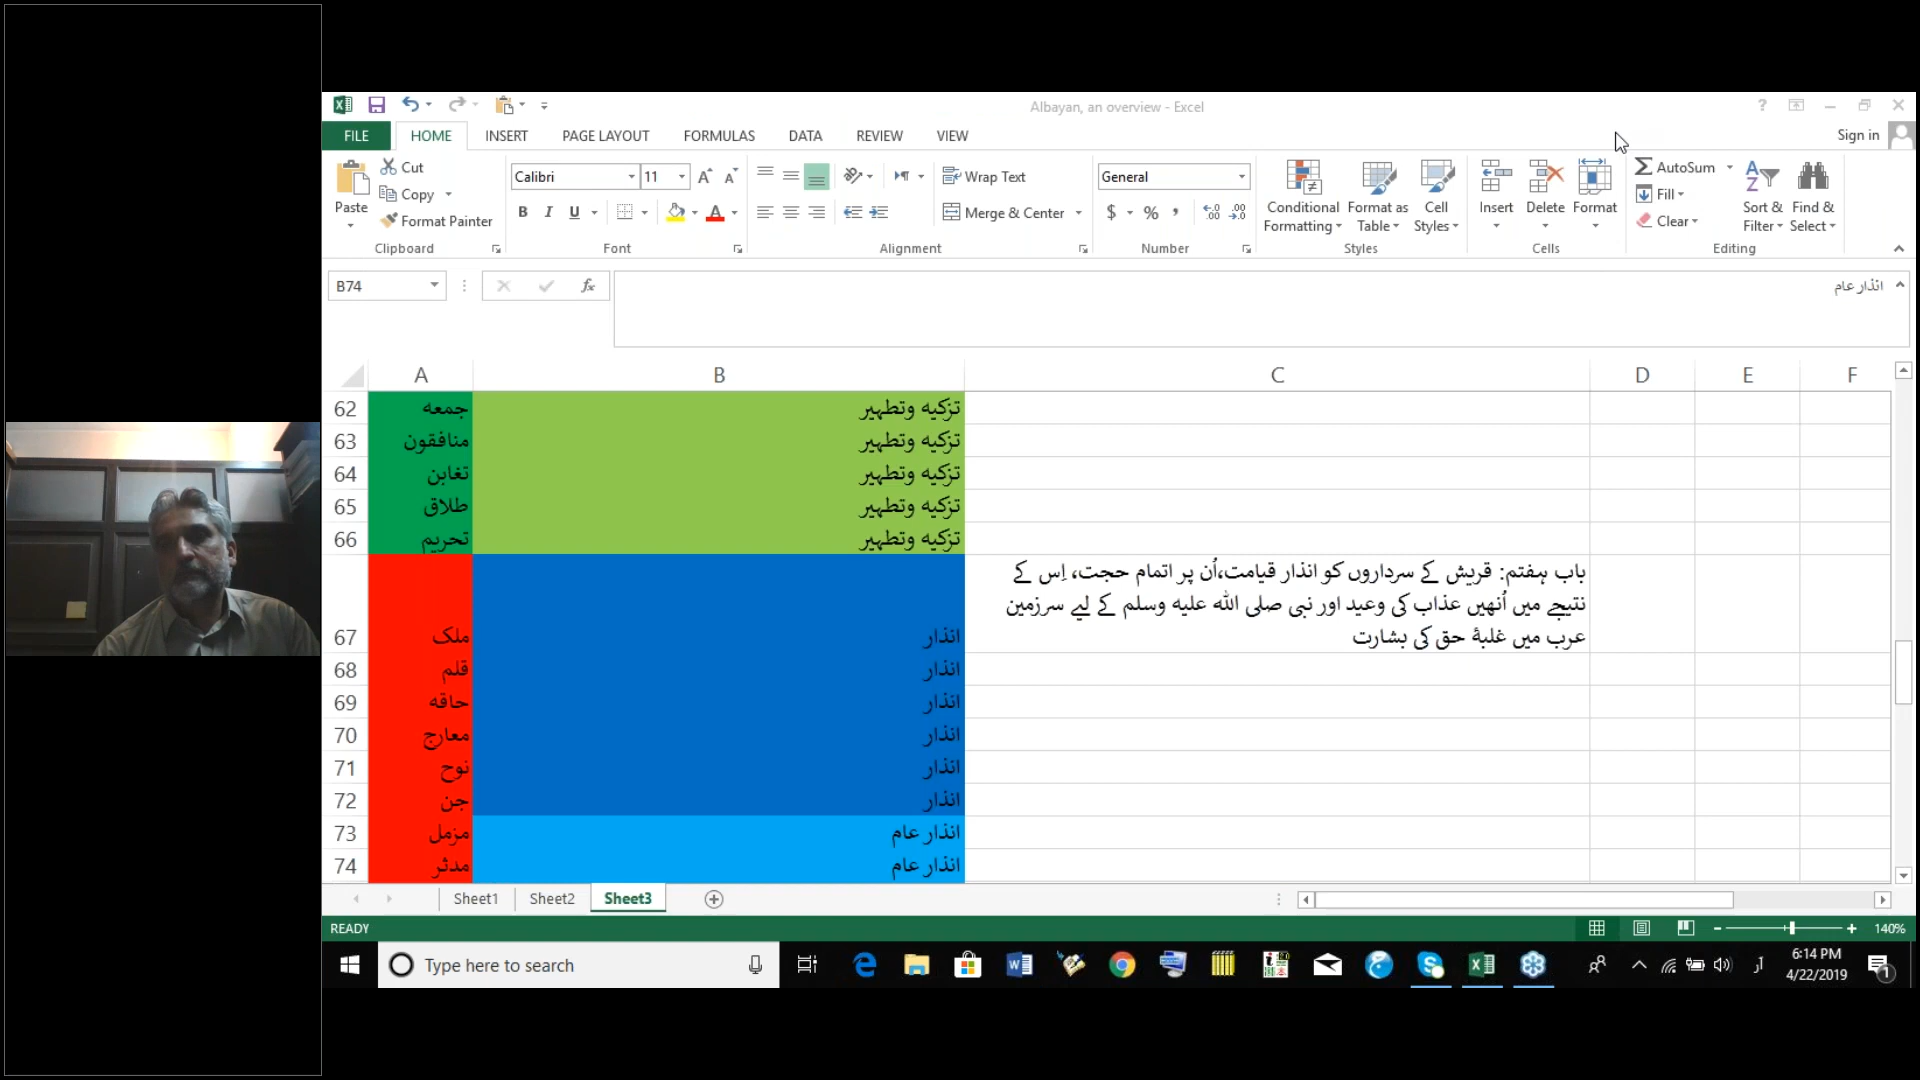 Albayan, an overview - Excel
FILE HOME INSERT PAGE LAYOUT FORMULAS DATA REVIEW VIEW Sign in
Paste Cut Copy Format Painter Clipboard
Calibri 11 B I U A Font
Wrap Text Merge & Center Alignment
General $ % Number
Conditional Formatting Format as Table Cell Styles Styles
Insert Delete Format Cells
AutoSum Fill Clear Sort & Filter Find & Select Editing
B74 fx انذار عام
A B C D E F
62 جمعه تزکیه وتطہیر
63 منافقون تزکیه وتطہیر
64 تغابن تزکیه وتطہیر
65 طلاق تزکیه وتطہیر
66 تحریم تزکیه وتطہیر
باب ہفتم: قریش کے سرداروں کو انذار قیامت،اُن پر اتمام حجت، اِس کے
نتیجے میں اُنھیں عذاب کی وعید اور نبی صلی اللہ علیہ وسلم کے لیے سرزمین
عرب میں غلبۂ حق کی بشارت
67 ملک انذار
68 قلم انذار
69 حاقه انذار
70 معارج انذار
71 نوح انذار
72 جن انذار
73 مزمل انذار عام
74 مدثر انذار عام
Sheet1 Sheet2 Sheet3
READY 140%
Type here to search 6:14 PM
4/22/2019